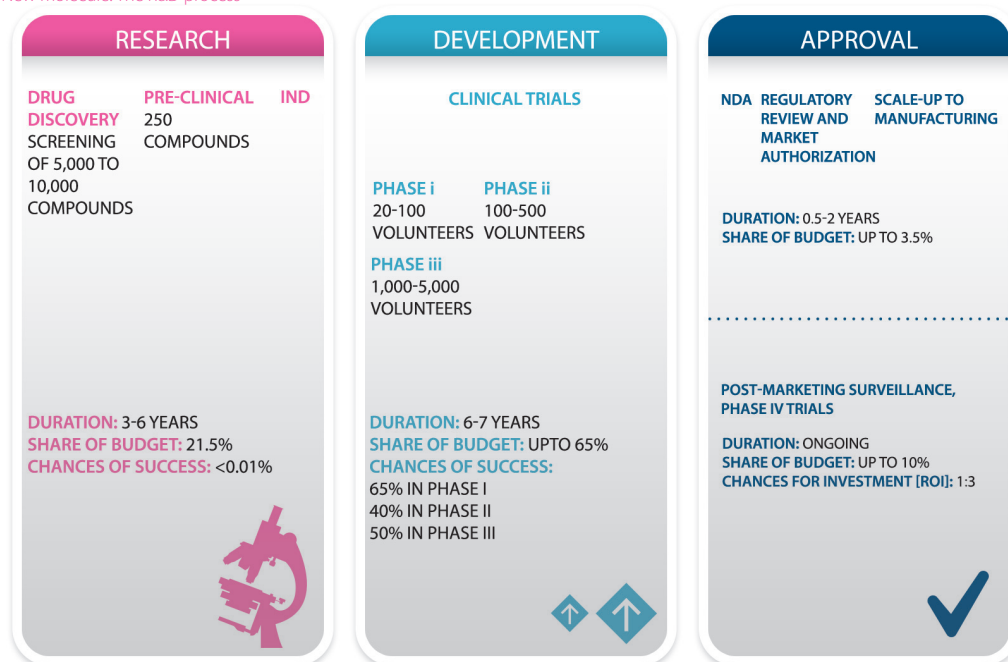 RESEARCH
DRUG
DISCOVERY
SCREENING
OF 5,000 TO
10,000
COMPOUNDS
PRE-CLINICAL
250
COMPOUNDS
IND
DURATION: 3-6 YEARS
SHARE OF BUDGET: 21.5%
CHANCES OF SUCCESS: <0.01%
DEVELOPMENT
CLINICAL TRIALS
PHASE i
20-100
VOLUNTEERS
PHASE ii
100-500
VOLUNTEERS
PHASE iii
1,000-5,000
VOLUNTEERS
DURATION: 6-7 YEARS
SHARE OF BUDGET: UPTO 65%
CHANCES OF SUCCESS:
65% IN PHASE I
40% IN PHASE II
50% IN PHASE III
APPROVAL
NDA
REGULATORY
REVIEW AND
MARKET
AUTHORIZATION
SCALE-UP TO
MANUFACTURING
DURATION: 0.5-2 YEARS
SHARE OF BUDGET: UP TO 3.5%
POST-MARKETING SURVEILLANCE,
PHASE IV TRIALS
DURATION: ONGOING
SHARE OF BUDGET: UP TO 10%
CHANCES FOR INVESTMENT [ROI]: 1:3